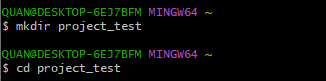 QUAN@DESKTOP-6EJ7BFM MINGW64 ~
$ mkdir project_test
QUAN@DESKTOP-6EJ7BFM MINGW64 ~
$ cd project_test